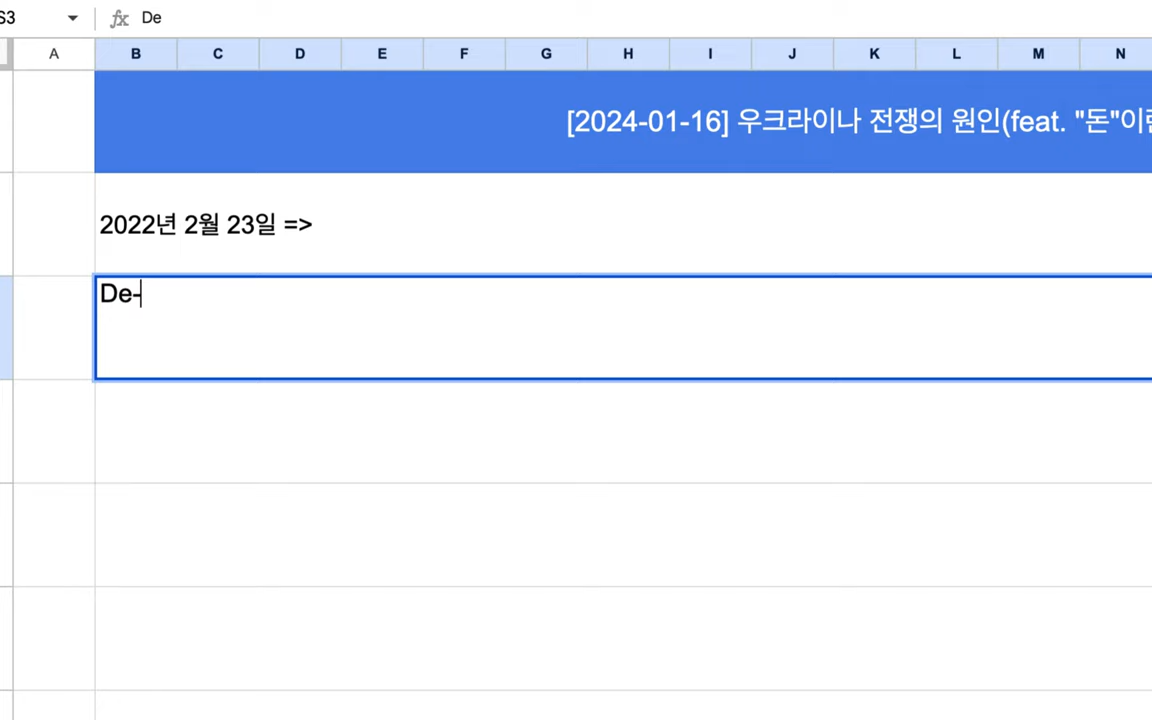 S3 fx De
A B C D E F G H I J K L M N
[2024-01-16] 우크라이나 전쟁의 원인(feat. "돈"이란
2022년 2월 23일 =>
De-